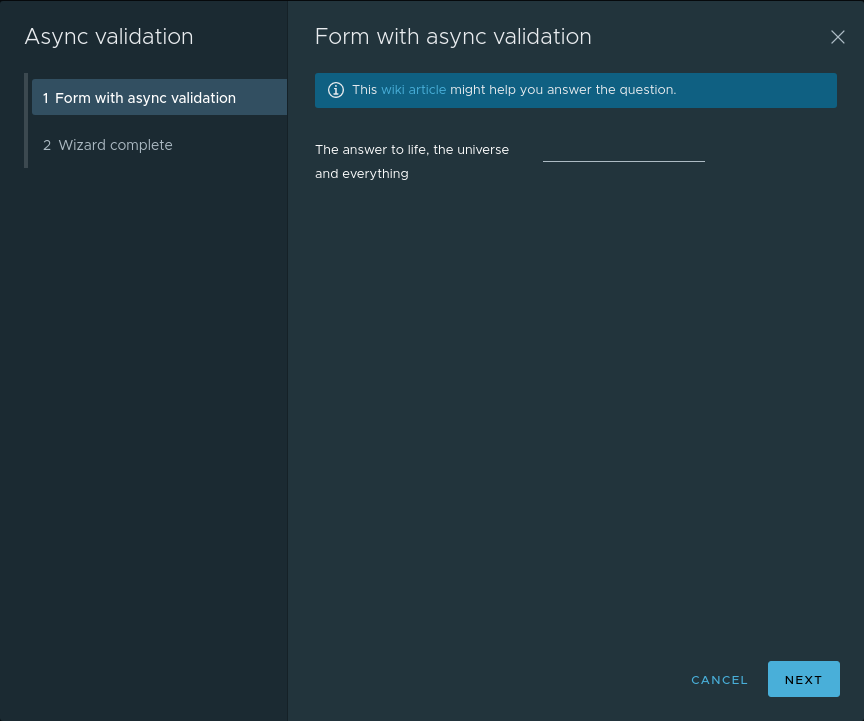 Async validation
1 Form with async validation
2 Wizard complete
Form with async validation
This wiki article might help you answer the question.
The answer to life, the universe
and everything
CANCEL
NEXT